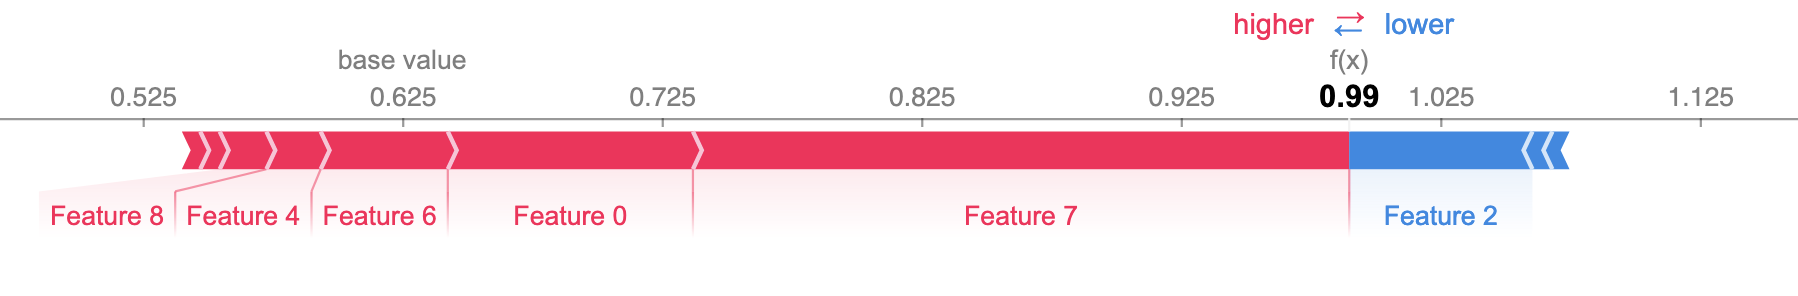 higher ⇄ lower
base value f(x)
0.525 0.625 0.725 0.825 0.925 0.99 1.025 1.125
Feature 8 Feature 4 Feature 6 Feature 0 Feature 7 Feature 2